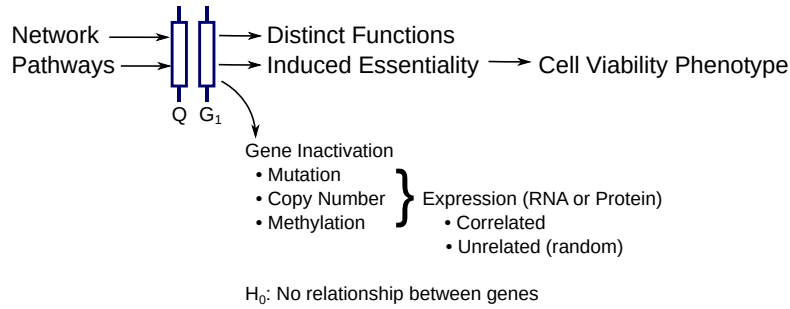 Network
Pathways
Q
G₁
Distinct Functions
Induced Essentiality
Cell Viability Phenotype
Gene Inactivation
• Mutation
• Copy Number
• Methylation
}
Expression (RNA or Protein)
• Correlated
• Unrelated (random)
H₀: No relationship between genes